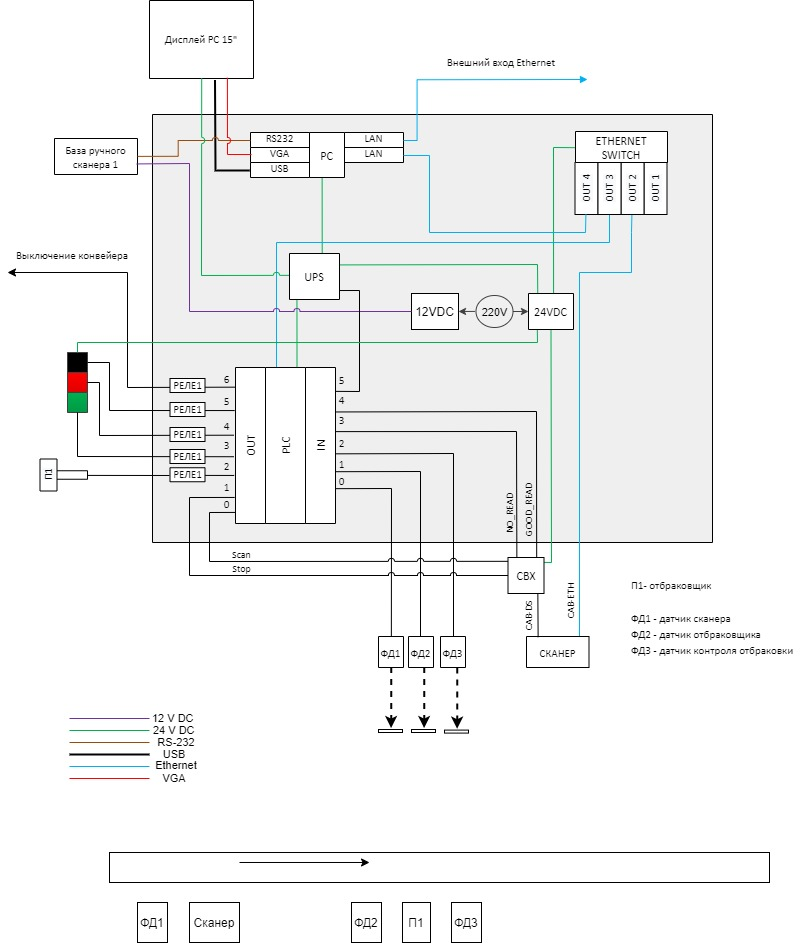 Дисплей PC 15"
Внешний вход Ethernet
База ручного
сканера 1
RS232
VGA
USB
PC
LAN
LAN
ETHERNET
SWITCH
OUT 4
OUT 3
OUT 2
OUT 1
Выключение конвейера
UPS
12VDC
220V
24VDC
РЕЛЕ1
РЕЛЕ1
РЕЛЕ1
РЕЛЕ1
РЕЛЕ1
6
5
4
3
2
1
0
OUT
PLC
IN
5
4
3
2
1
0
П1
NO_READ
GOOD_READ
Scan
Stop
CBX
CAB-DS
CAB-ETH
П1- отбраковщик
ФД1 - датчик сканера
ФД2 - датчик отбраковщика
ФД3 - датчик контроля отбраковки
ФД1
ФД2
ФД3
СКАНЕР
12 V DC
24 V DC
RS-232
USB
Ethernet
VGA
ФД1
Сканер
ФД2
П1
ФД3